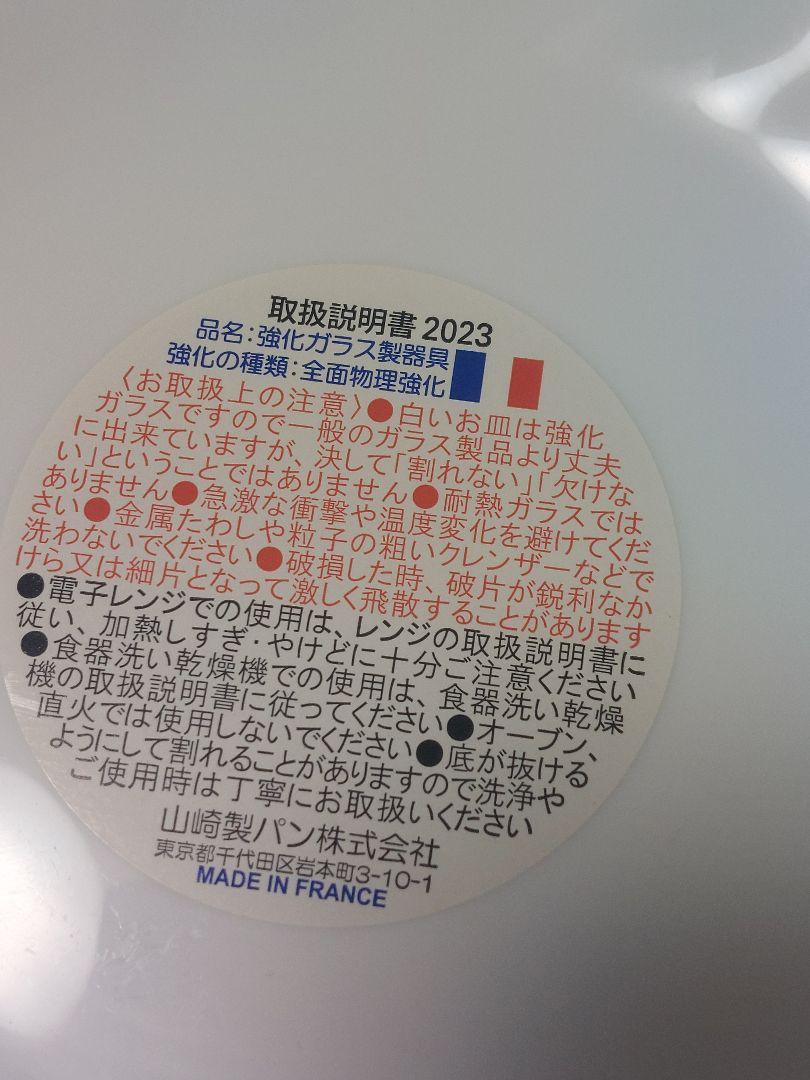 取扱説明書 2023
品名：強化ガラス製器具
強化の種類：全面物理強化
〈お取扱上の注意〉●白いお皿は強化
ガラスですので一般のガラス製品より丈夫
に出来ていますが、決して「割れない」「欠けな
い」ということではありません●耐熱ガラスでは
ありません●急激な衝撃や温度変化を避けてくだ
さい●金属たわしや粒子の粗いクレンザーなどで
洗わないでください●破損した時、破片が鋭利なか
けら又は細片となって激しく飛散することがあります
●電子レンジでの使用は、レンジの取扱説明書に
従い、加熱しすぎ・やけどに十分ご注意ください
●食器洗い乾燥機での使用は、食器洗い乾燥
機の取扱説明書に従ってください●オーブン、
直火では使用しないでください●底が抜ける
ようにして割れることがありますので洗浄や
ご使用時は丁寧にお取扱いください
山崎製パン株式会社
東京都千代田区岩本町3-10-1
MADE IN FRANCE